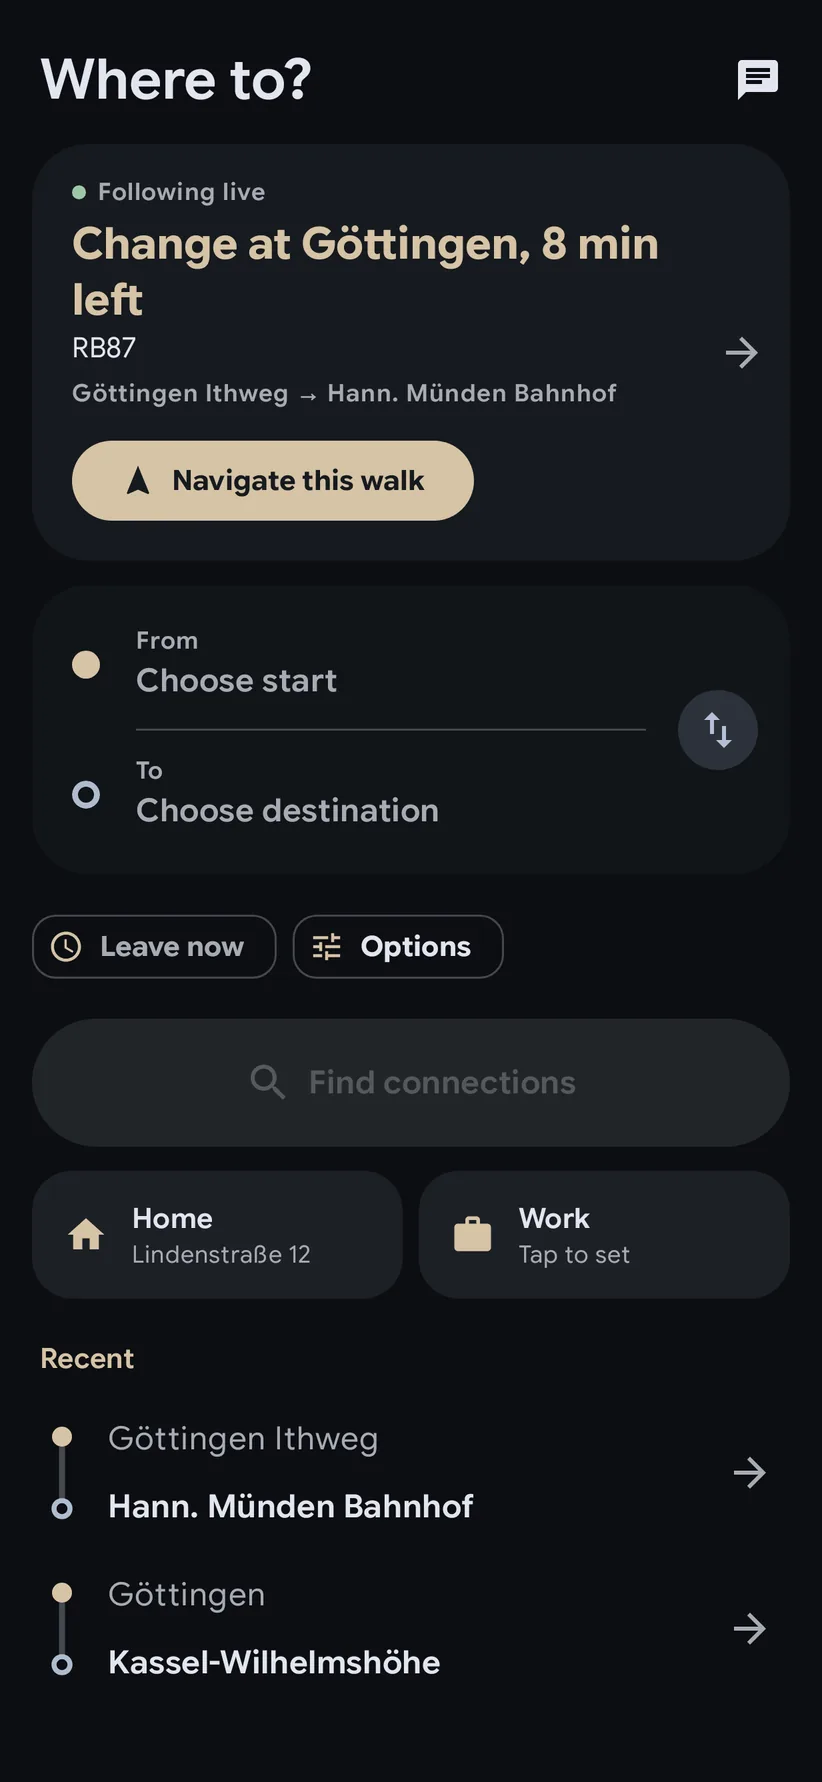 Where to?
Following live
Change at Göttingen, 8 min
left
RB87
Göttingen Ithweg → Hann. Münden Bahnhof
Navigate this walk
From
Choose start
To
Choose destination
Leave now
Options
Find connections
Home
Lindenstraße 12
Work
Tap to set
Recent
Göttingen Ithweg
Hann. Münden Bahnhof
Göttingen
Kassel-Wilhelmshöhe